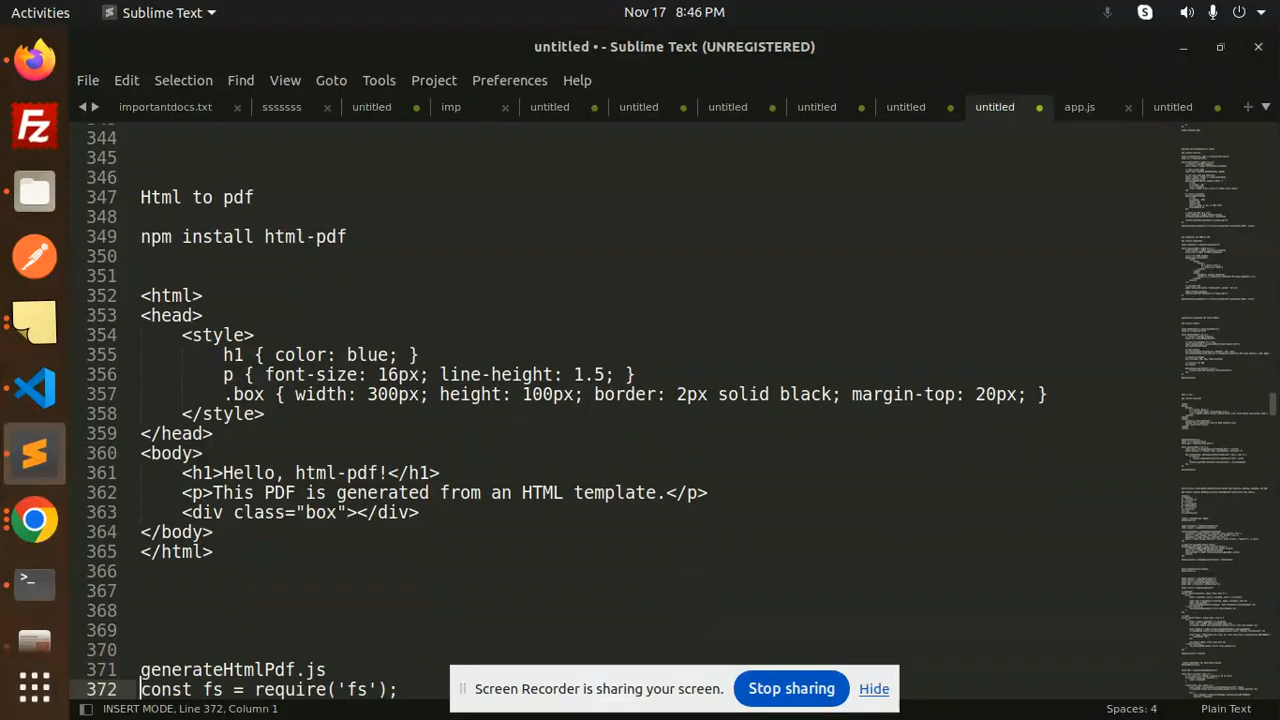 Activities Sublime Text Nov 17 8:46 PM
untitled • - Sublime Text (UNREGISTERED)
File Edit Selection Find View Goto Tools Project Preferences Help
importantdocs.txt sssssss untitled imp untitled untitled untitled untitled untitled untitled app.js untitled
344
345
346
347 Html to pdf
348
349 npm install html-pdf
350
351
352 <html>
353 <head>
354 <style>
355 h1 { color: blue; }
356 p { font-size: 16px; line-height: 1.5; }
357 .box { width: 300px; height: 100px; border: 2px solid black; margin-top: 20px; }
358 </style>
359 </head>
360 <body>
361 <h1>Hello, html-pdf!</h1>
362 <p>This PDF is generated from an HTML template.</p>
363 <div class="box"></div>
364 </body>
365 </html>
366
367
368
369
370
371 generateHtmlPdf.js
372 const fs = require('fs');
Screen Recorder is sharing your screen. Stop sharing Hide
INSERT MODE, Line 372, Column 1 Spaces: 4 Plain Text